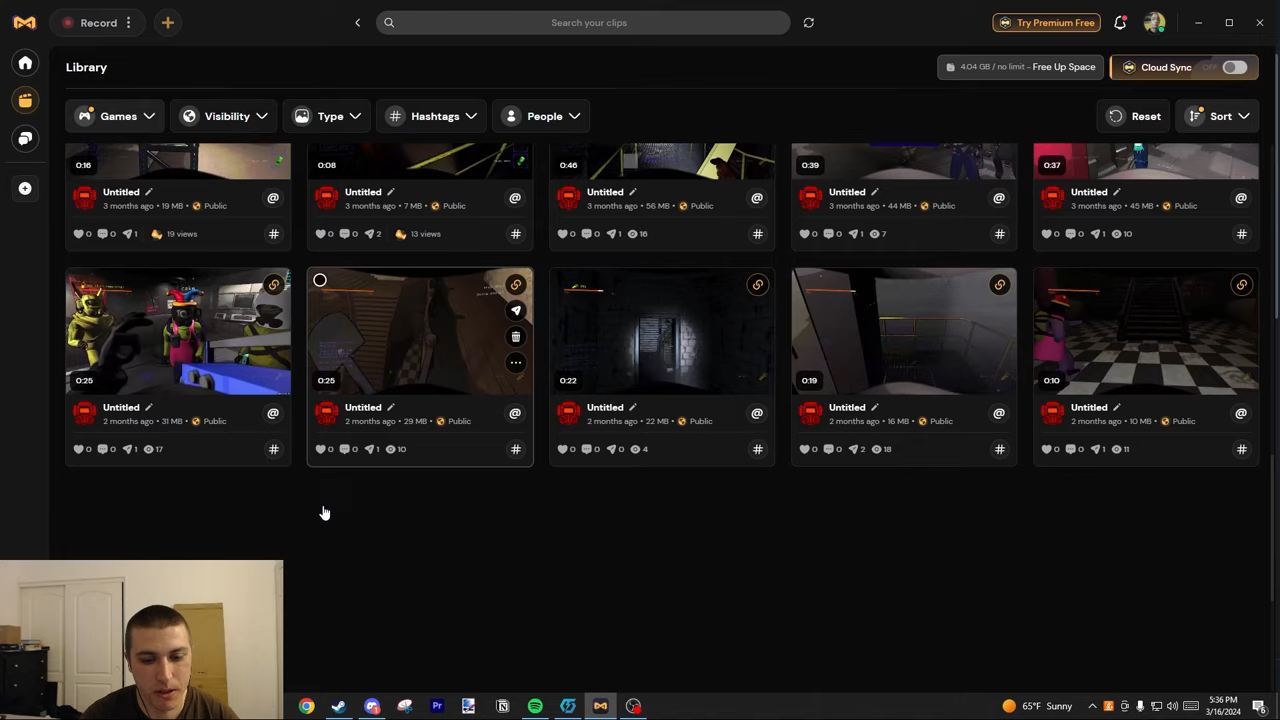 Record
Search your clips
Try Premium Free
Library
4.04 GB / no limit - Free Up Space
Cloud Sync OFF
Games
Visibility
Type
Hashtags
People
Reset
Sort
0:16
0:08
0:46
0:39
0:37
Untitled
Untitled
Untitled
Untitled
Untitled
3 months ago • 19 MB • Public
3 months ago • 7 MB • Public
3 months ago • 56 MB • Public
3 months ago • 44 MB • Public
3 months ago • 45 MB • Public
0 0 1 19 views
0 0 2 13 views
0 0 1 16
0 0 1 7
0 0 1 10
0:25
0:25
0:22
0:19
0:10
Untitled
Untitled
Untitled
Untitled
Untitled
2 months ago • 31 MB • Public
2 months ago • 29 MB • Public
2 months ago • 22 MB • Public
2 months ago • 16 MB • Public
2 months ago • 10 MB • Public
0 0 1 17
0 0 1 10
0 0 0 4
0 0 2 18
0 0 1 11
Pr
65°F Sunny
5:36 PM
3/16/2024